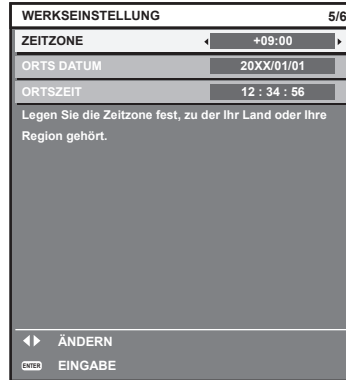 WERKSEINSTELLUNG 5/6
ZEITZONE +09:00
ORTS DATUM 20XX/01/01
ORTSZEIT 12 : 34 : 56
Legen Sie die Zeitzone fest, zu der Ihr Land oder Ihre
Region gehört.
ÄNDERN
ENTER EINGABE